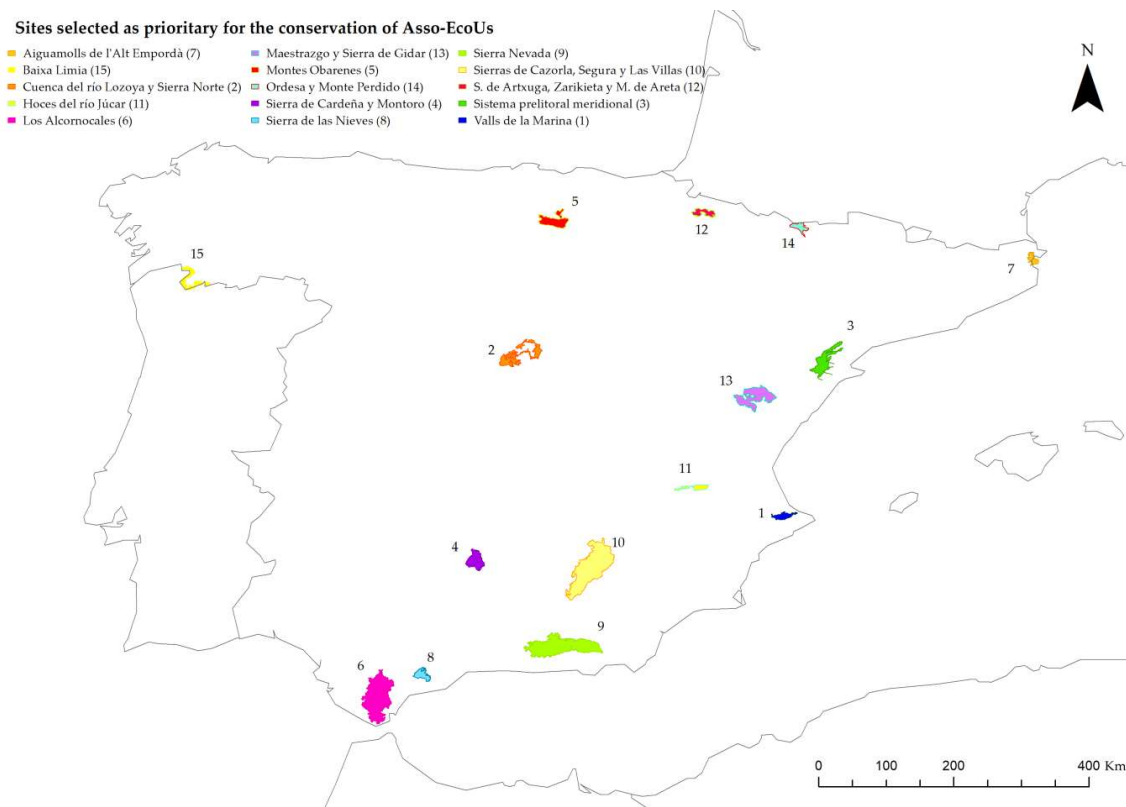 Sites selected as prioritary for the conservation of Asso-EcoUs
Aiguamolls de l'Alt Empordà (7)
Baixa Limia (15)
Cuenca del río Lozoya y Sierra Norte (2)
Hoces del río Júcar (11)
Los Alcornocales (6)
Maestrazgo y Sierra de Gidar (13)
Montes Obarenes (5)
Ordesa y Monte Perdido (14)
Sierra de Cardeña y Montoro (4)
Sierra de las Nieves (8)
Sierra Nevada (9)
Sierras de Cazorla, Segura y Las Villas (10)
S. de Artxuga, Zarikieta y M. de Areta (12)
Sistema prelitoral meridional (3)
Valls de la Marina (1)
N
5
12
14
15
7
2
3
13
11
1
4
10
9
6
8
0 100 200 400 Km